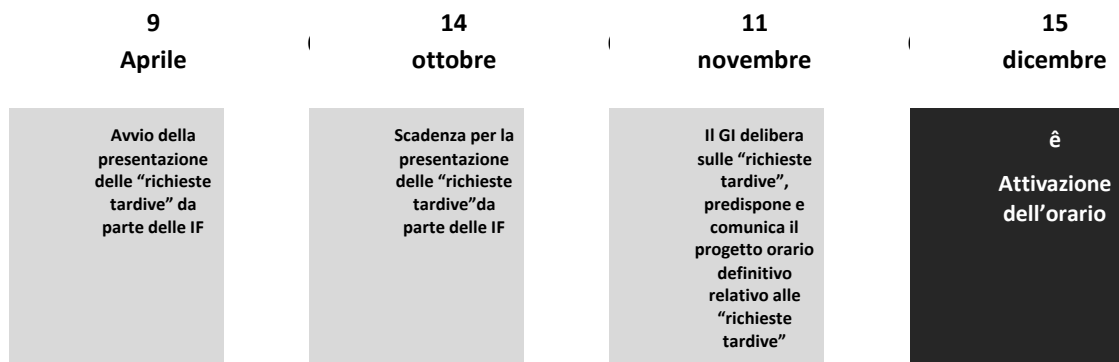 9
Aprile
14
ottobre
11
novembre
15
dicembre
Avvio della
presentazione
delle “richieste
tardive” da
parte delle IF
Scadenza per la
presentazione
delle “richieste
tardive”da
parte delle IF
Il GI delibera
sulle “richieste
tardive”,
predispone e
comunica il
progetto orario
definitivo
relativo alle
“richieste
tardive”
ê
Attivazione
dell’orario